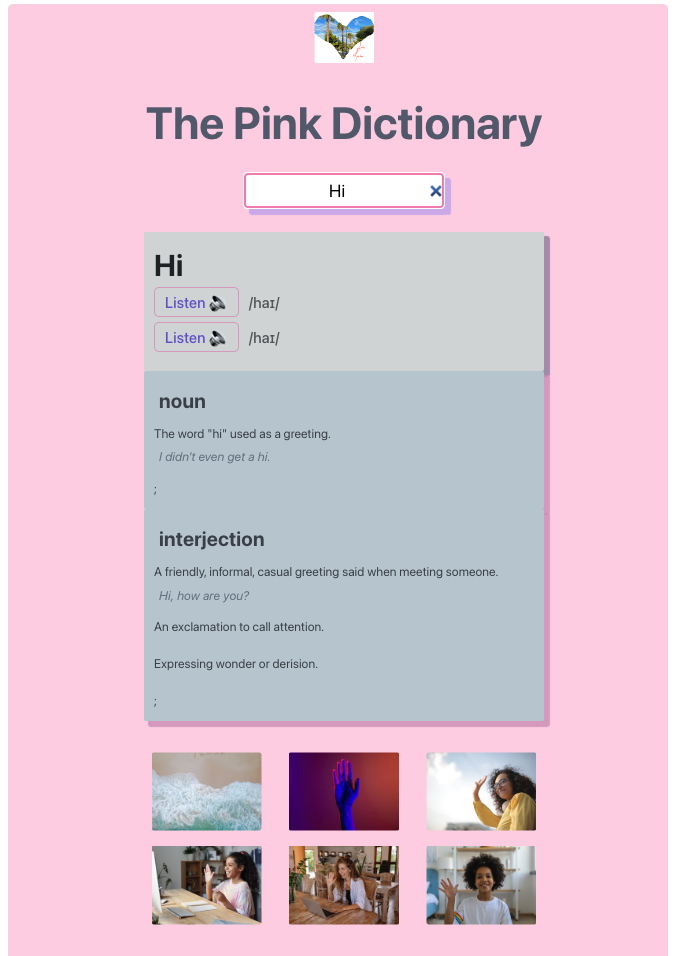 The Pink Dictionary
Hi
Hi
Listen 🔊 /haɪ/
Listen 🔊 /haɪ/
noun
The word "hi" used as a greeting.
I didn't even get a hi.
;
interjection
A friendly, informal, casual greeting said when meeting someone.
Hi, how are you?
An exclamation to call attention.
Expressing wonder or derision.
;